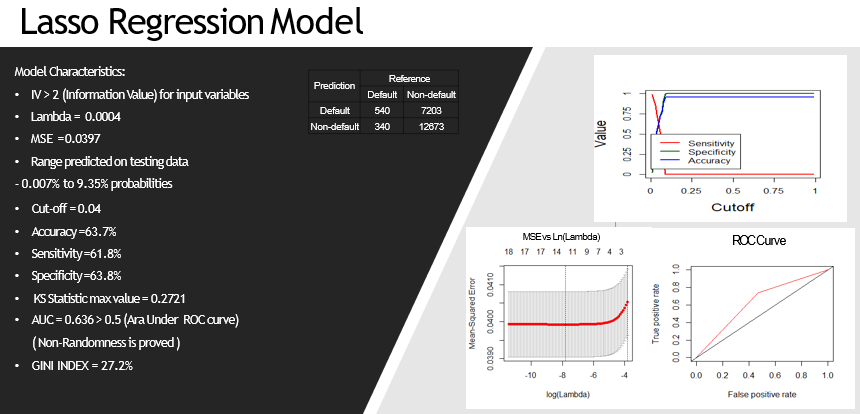 Lasso Regression Model
Model Characteristics:
• IV > 2 (Information Value) for input variables
• Lambda = 0.0004
• MSE =0.0397
• Range predicted on testing data
- 0.007% to 9.35% probabilities
• Cut-off = 0.04
• Accuracy =63.7%
• Sensitivity =61.8%
• Specificity =63.8%
• KS Statistic max value = 0.2721
• AUC = 0.636 > 0.5 (Ara Under ROC curve)
( Non-Randomness is proved )
• GINI INDEX = 27.2%
Prediction Reference
Default Non-default
Default 540 7203
Non-default 340 12673
Value
0 0.25 0.5 0.75 1
Sensitivity
Specificity
Accuracy
0 0.25 0.5 0.75 1
Cutoff
MSE vs Ln(Lambda)
18 17 17 14 11 9 7 4 3
Mean-Squared Error
0.0390 0.0400 0.0410
-10 -8 -6 -4
log(Lambda)
ROC Curve
True positive rate
0.0 0.2 0.4 0.6 0.8 1.0
0.0 0.2 0.4 0.6 0.8 1.0
False positive rate